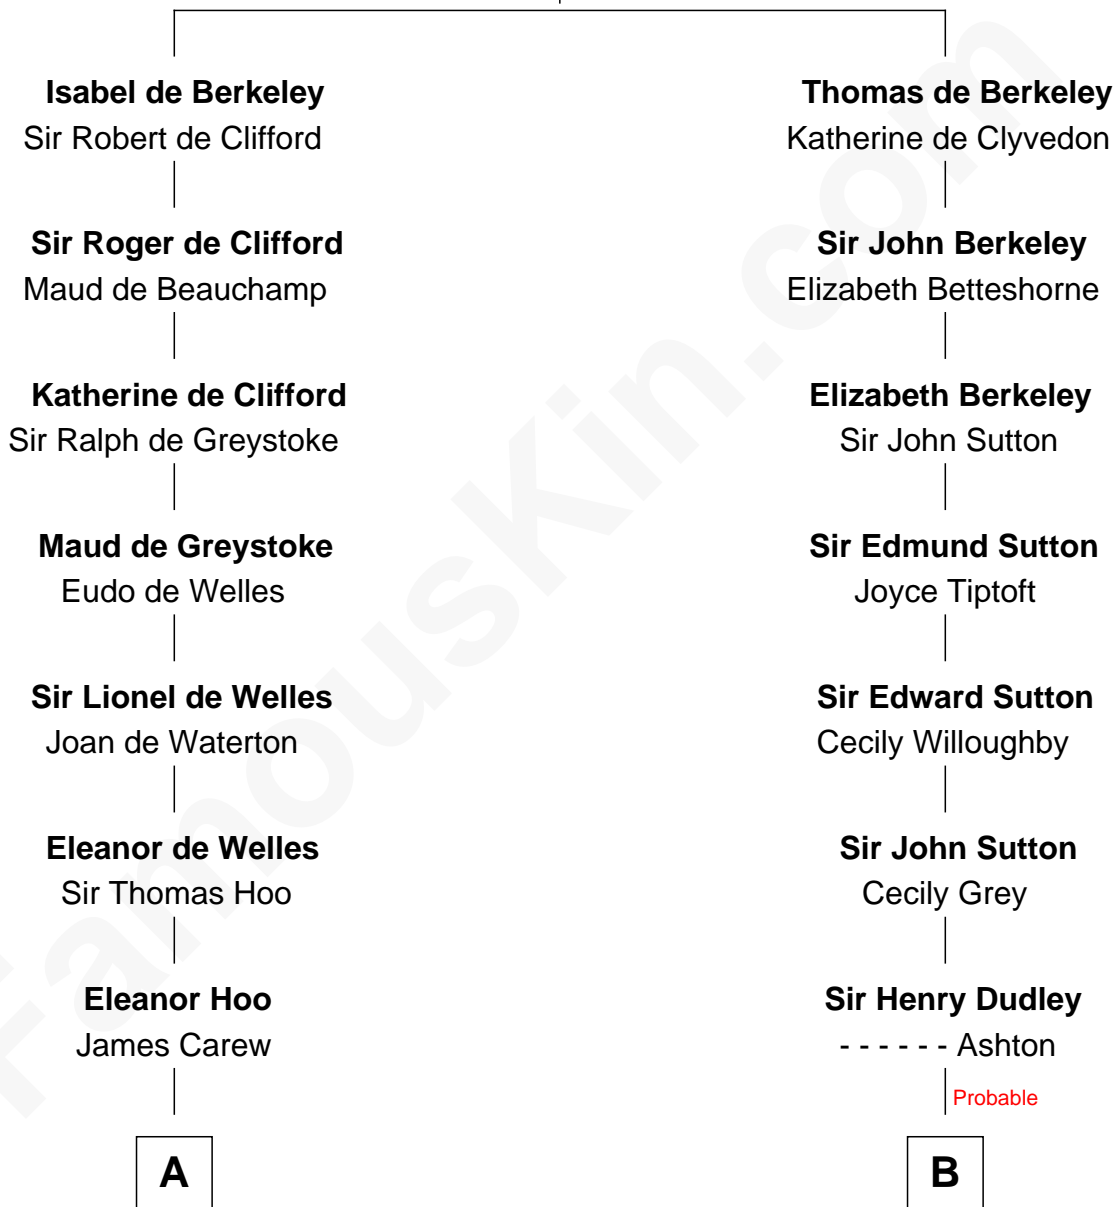 Isabel de Berkeley
Sir Robert de Clifford
Sir Roger de Clifford
Maud de Beauchamp
Katherine de Clifford
Sir Ralph de Greystoke
Maud de Greystoke
Eudo de Welles
Sir Lionel de Welles
Joan de Waterton
Eleanor de Welles
Sir Thomas Hoo
Eleanor Hoo
James Carew
A
Thomas de Berkeley
Katherine de Clyvedon
Sir John Berkeley
Elizabeth Betteshorne
Elizabeth Berkeley
Sir John Sutton
Sir Edmund Sutton
Joyce Tiptoft
Sir Edward Sutton
Cecily Willoughby
Sir John Sutton
Cecily Grey
Sir Henry Dudley
- - - - - - Ashton
Probable
B
FamousKin.com